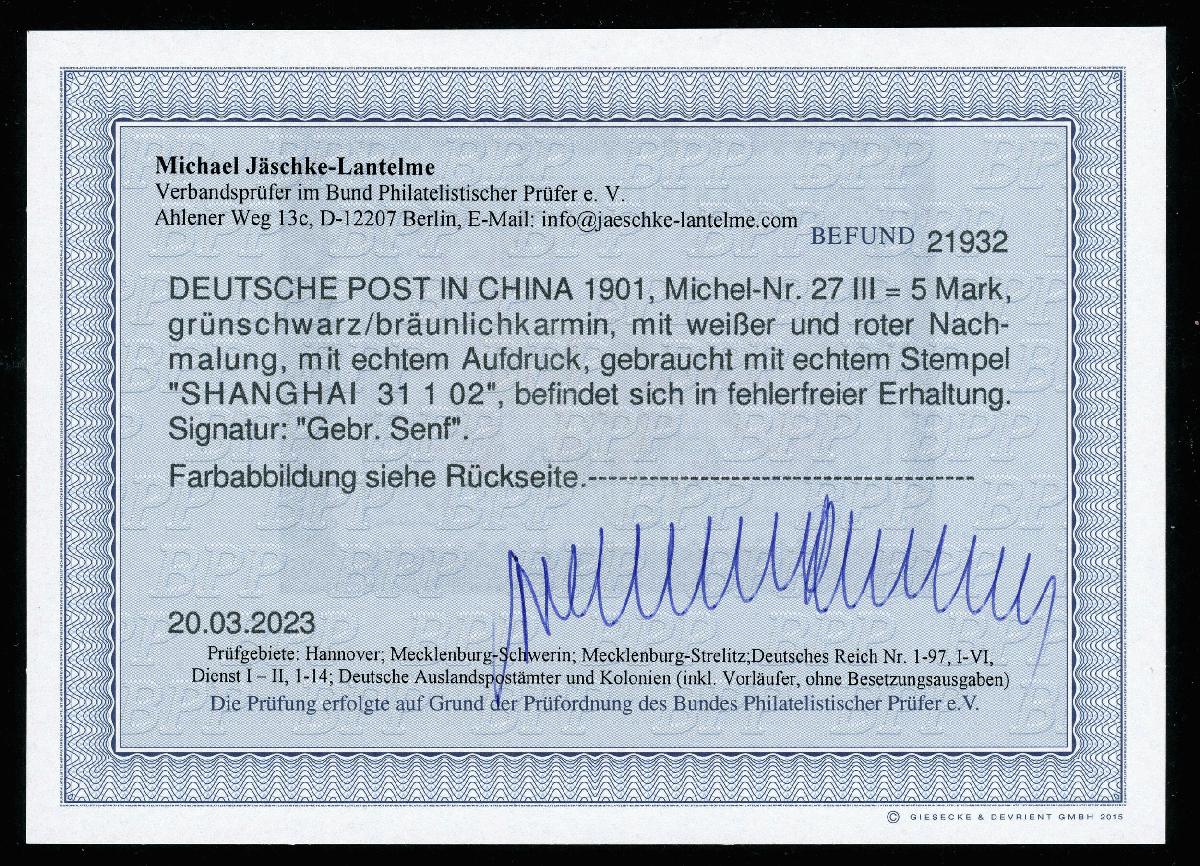 Michael Jäschke-Lantelme
Verbandsprüfer im Bund Philatelistischer Prüfer e. V.
Ahlener Weg 13c, D-12207 Berlin, E-Mail: info@jaeschke-lantelme.com
BEFUND 21932
DEUTSCHE POST IN CHINA 1901, Michel-Nr. 27 III = 5 Mark,
grünschwarz/bräunlichkarmin, mit weißer und roter Nach-
malung, mit echtem Aufdruck, gebraucht mit echtem Stempel
"SHANGHAI 31 1 02", befindet sich in fehlerfreier Erhaltung.
Signatur: "Gebr. Senf".
Farbabbildung siehe Rückseite.--------------------------------------
20.03.2023
Prüfgebiete: Hannover; Mecklenburg-Schwerin; Mecklenburg-Strelitz;Deutsches Reich Nr. 1-97, I-VI,
Dienst I – II, 1-14; Deutsche Auslandspostämter und Kolonien (inkl. Vorläufer, ohne Besetzungsausgaben)
Die Prüfung erfolgte auf Grund der Prüfordnung des Bundes Philatelistischer Prüfer e.V.
© GIESECKE & DEVRIENT GMBH 2015